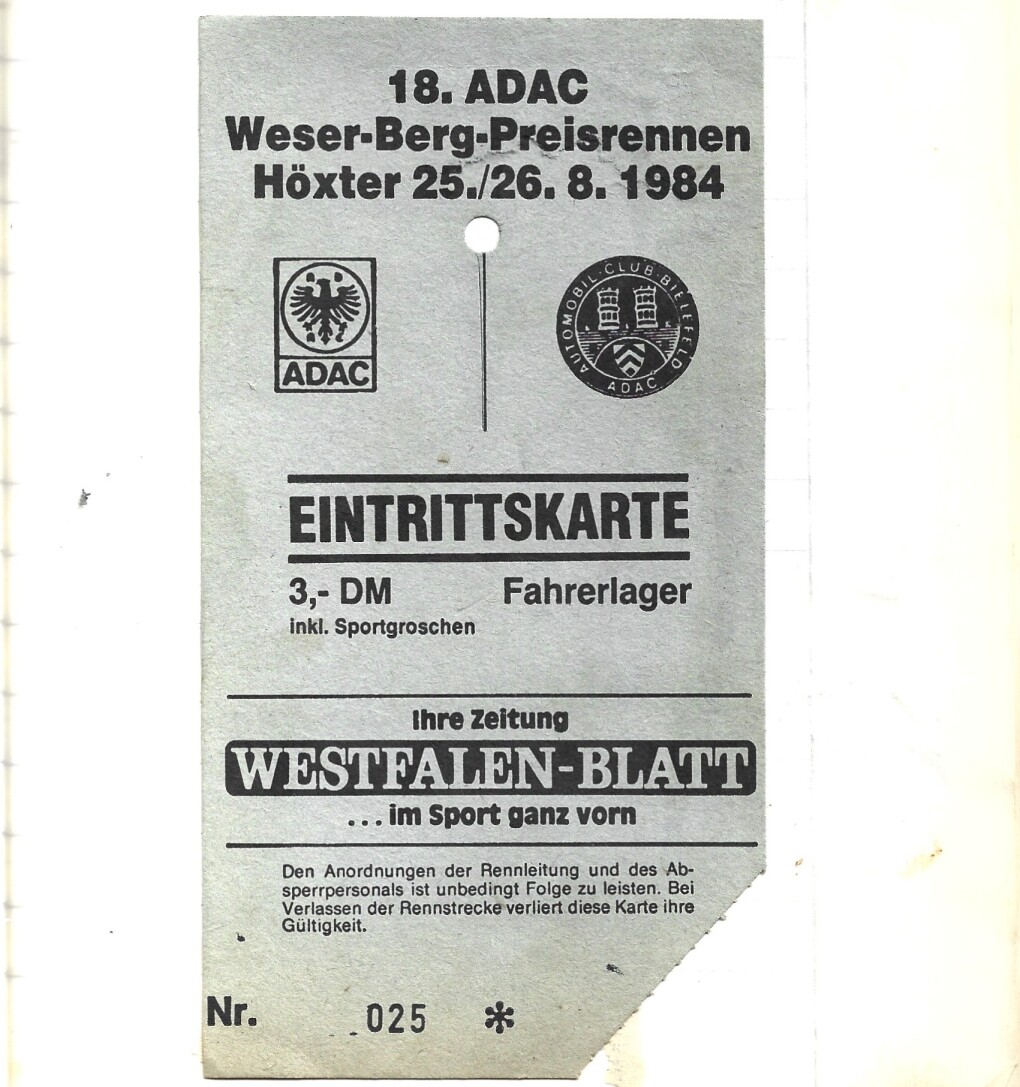 18. ADAC
Weser-Berg-Preisrennen
Höxter 25./26. 8. 1984
ADAC
AUTOMOBIL-CLUB-BIELEFELD
ADAC
EINTRITTSKARTE
3,- DM Fahrerlager
inkl. Sportgroschen
Ihre Zeitung
WESTFALEN-BLATT
... im Sport ganz vorn
Den Anordnungen der Rennleitung und des Ab-
sperrpersonals ist unbedingt Folge zu leisten. Bei
Verlassen der Rennstrecke verliert diese Karte ihre
Gültigkeit.
Nr. 025 *